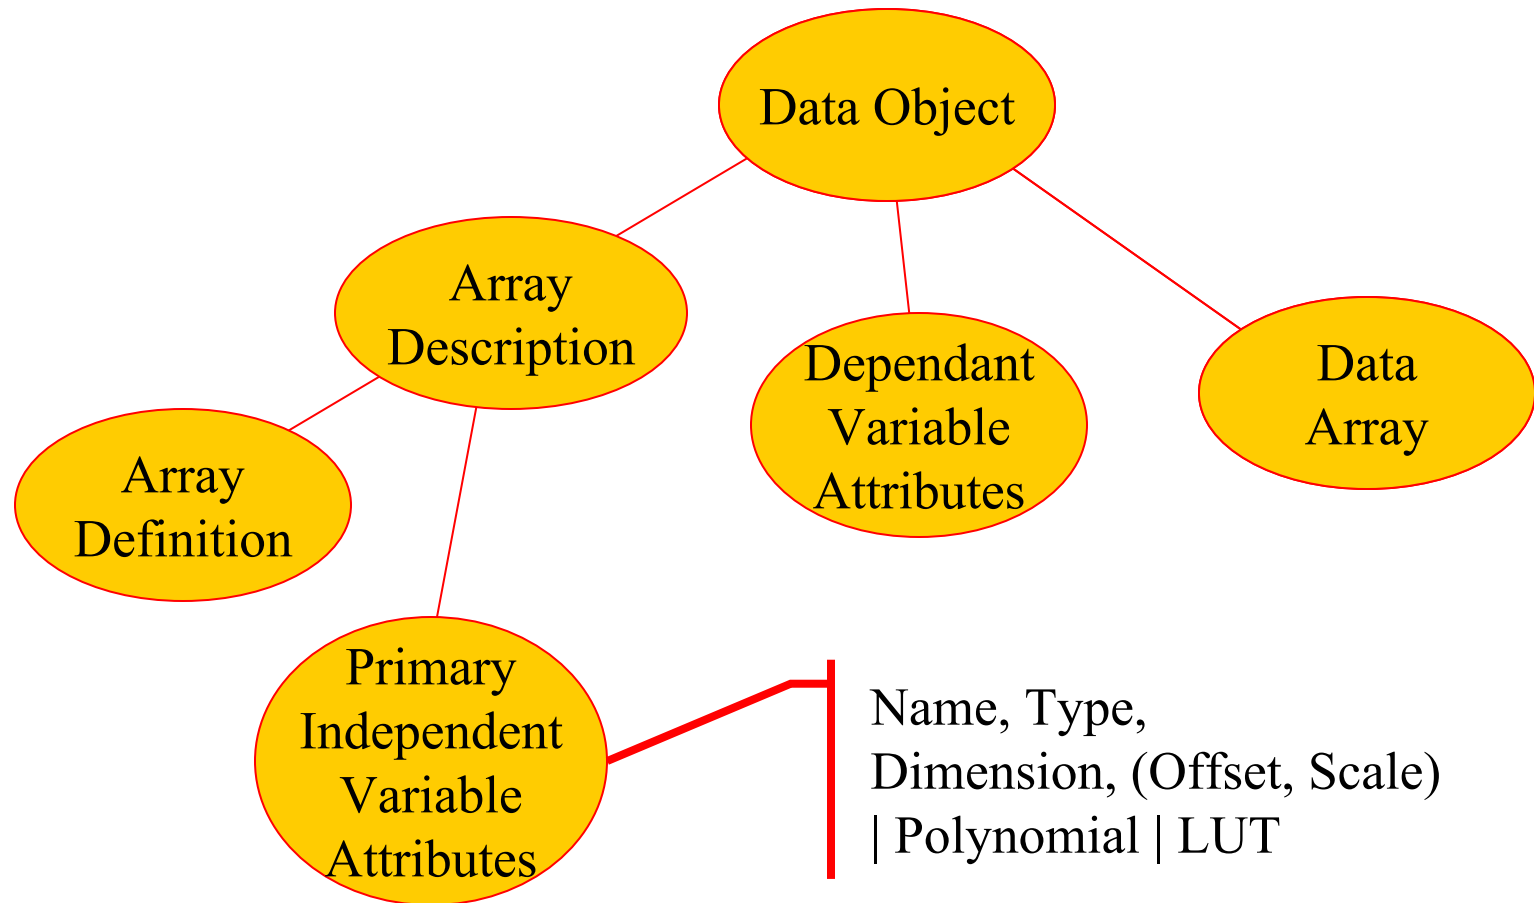 Data Object
Array
Description
Dependant
Variable
Attributes
Data
Array
Array
Definition
Primary
Independent
Variable
Attributes
Name, Type,
Dimension, (Offset, Scale)
| Polynomial | LUT